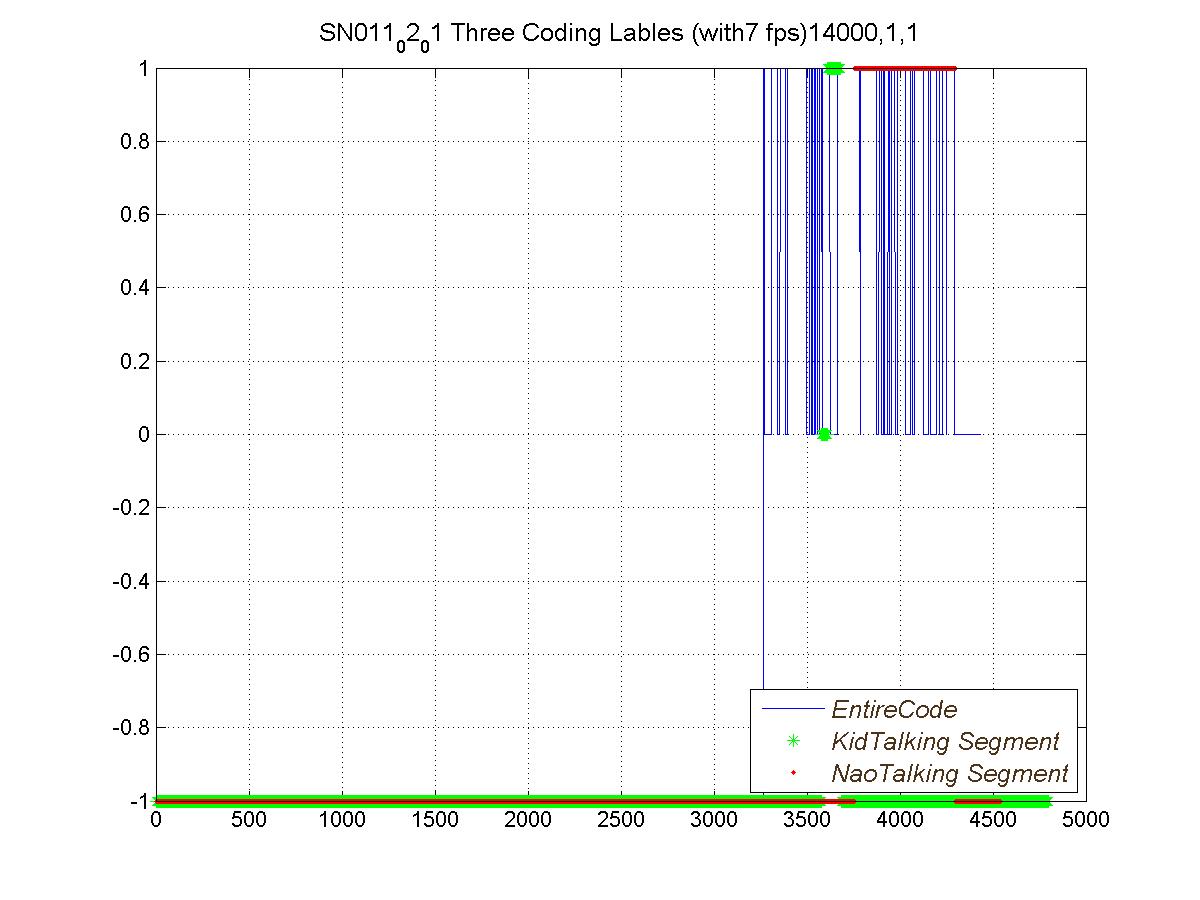 SN011₀2₀1 Three Coding Lables (with7 fps)14000,1,1
1
0.8
0.6
0.4
0.2
0
-0.2
-0.4
-0.6
-0.8
-1
EntireCode
KidTalking Segment
NaoTalking Segment
0 500 1000 1500 2000 2500 3000 3500 4000 4500 5000